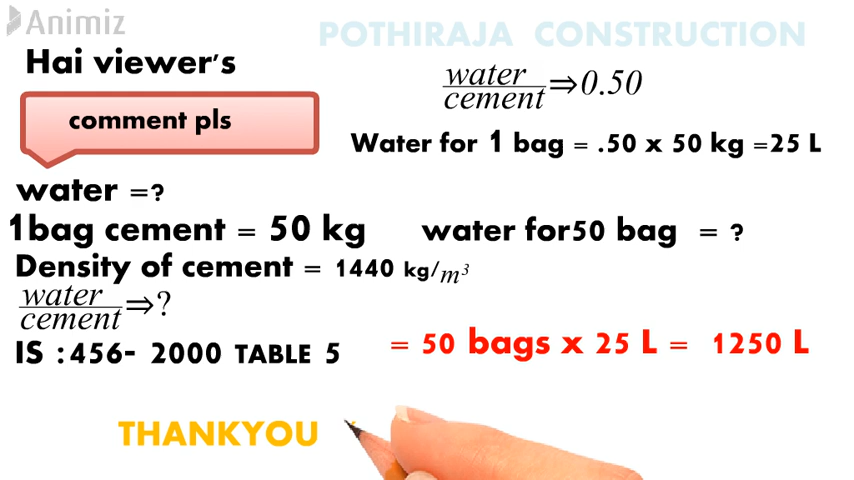 Animiz
POTHIRAJA CONSTRUCTION
Hai viewer's
comment pls
water
cement ⇒ 0.50
Water for 1 bag = .50 x 50 kg =25 L
water =?
1bag cement = 50 kg
water for50 bag = ?
Density of cement = 1440 kg/m³
water
cement ⇒ ?
IS :456- 2000 TABLE 5
= 50 bags x 25 L = 1250 L
THANKYOU